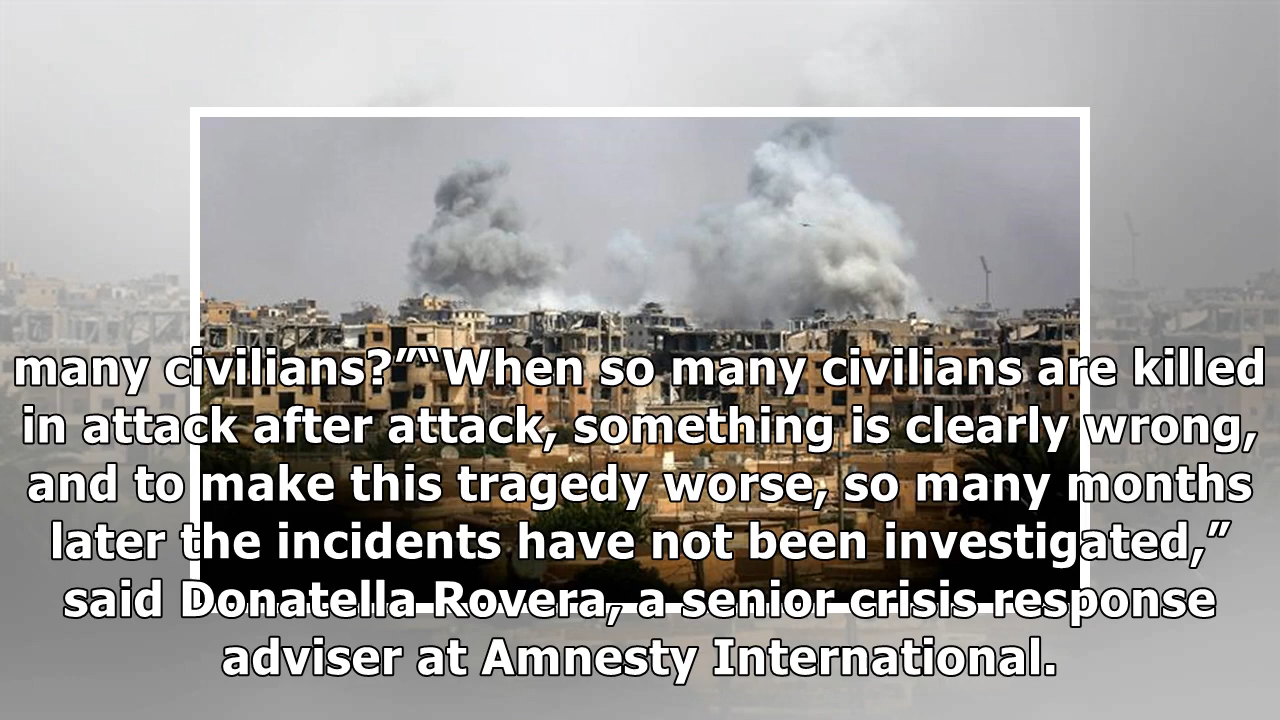 many civilians?”“When so many civilians are killed
in attack after attack, something is clearly wrong,
and to make this tragedy worse, so many months
later the incidents have not been investigated,”
said Donatella Rovera, a senior crisis response
adviser at Amnesty International.